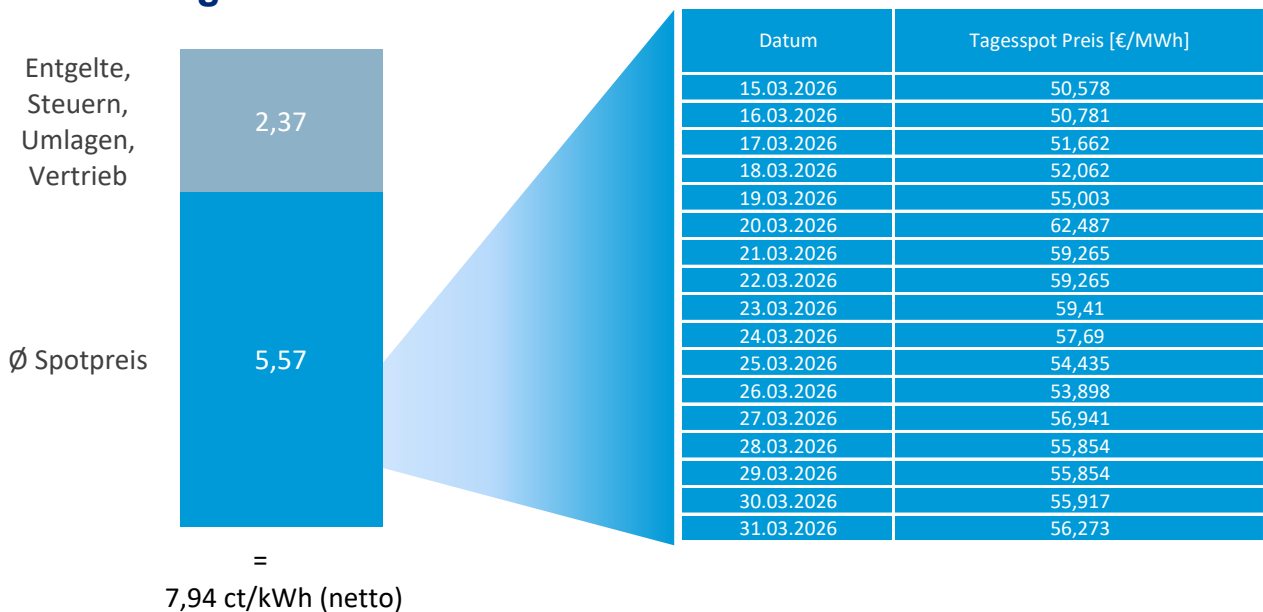 Entgelte,
Steuern,
Umlagen,
Vertrieb
2,37
Ø Spotpreis
5,57
=
7,94 ct/kWh (netto)
Datum Tagesspot Preis [€/MWh]
15.03.2026 50,578
16.03.2026 50,781
17.03.2026 51,662
18.03.2026 52,062
19.03.2026 55,003
20.03.2026 62,487
21.03.2026 59,265
22.03.2026 59,265
23.03.2026 59,41
24.03.2026 57,69
25.03.2026 54,435
26.03.2026 53,898
27.03.2026 56,941
28.03.2026 55,854
29.03.2026 55,854
30.03.2026 55,917
31.03.2026 56,273